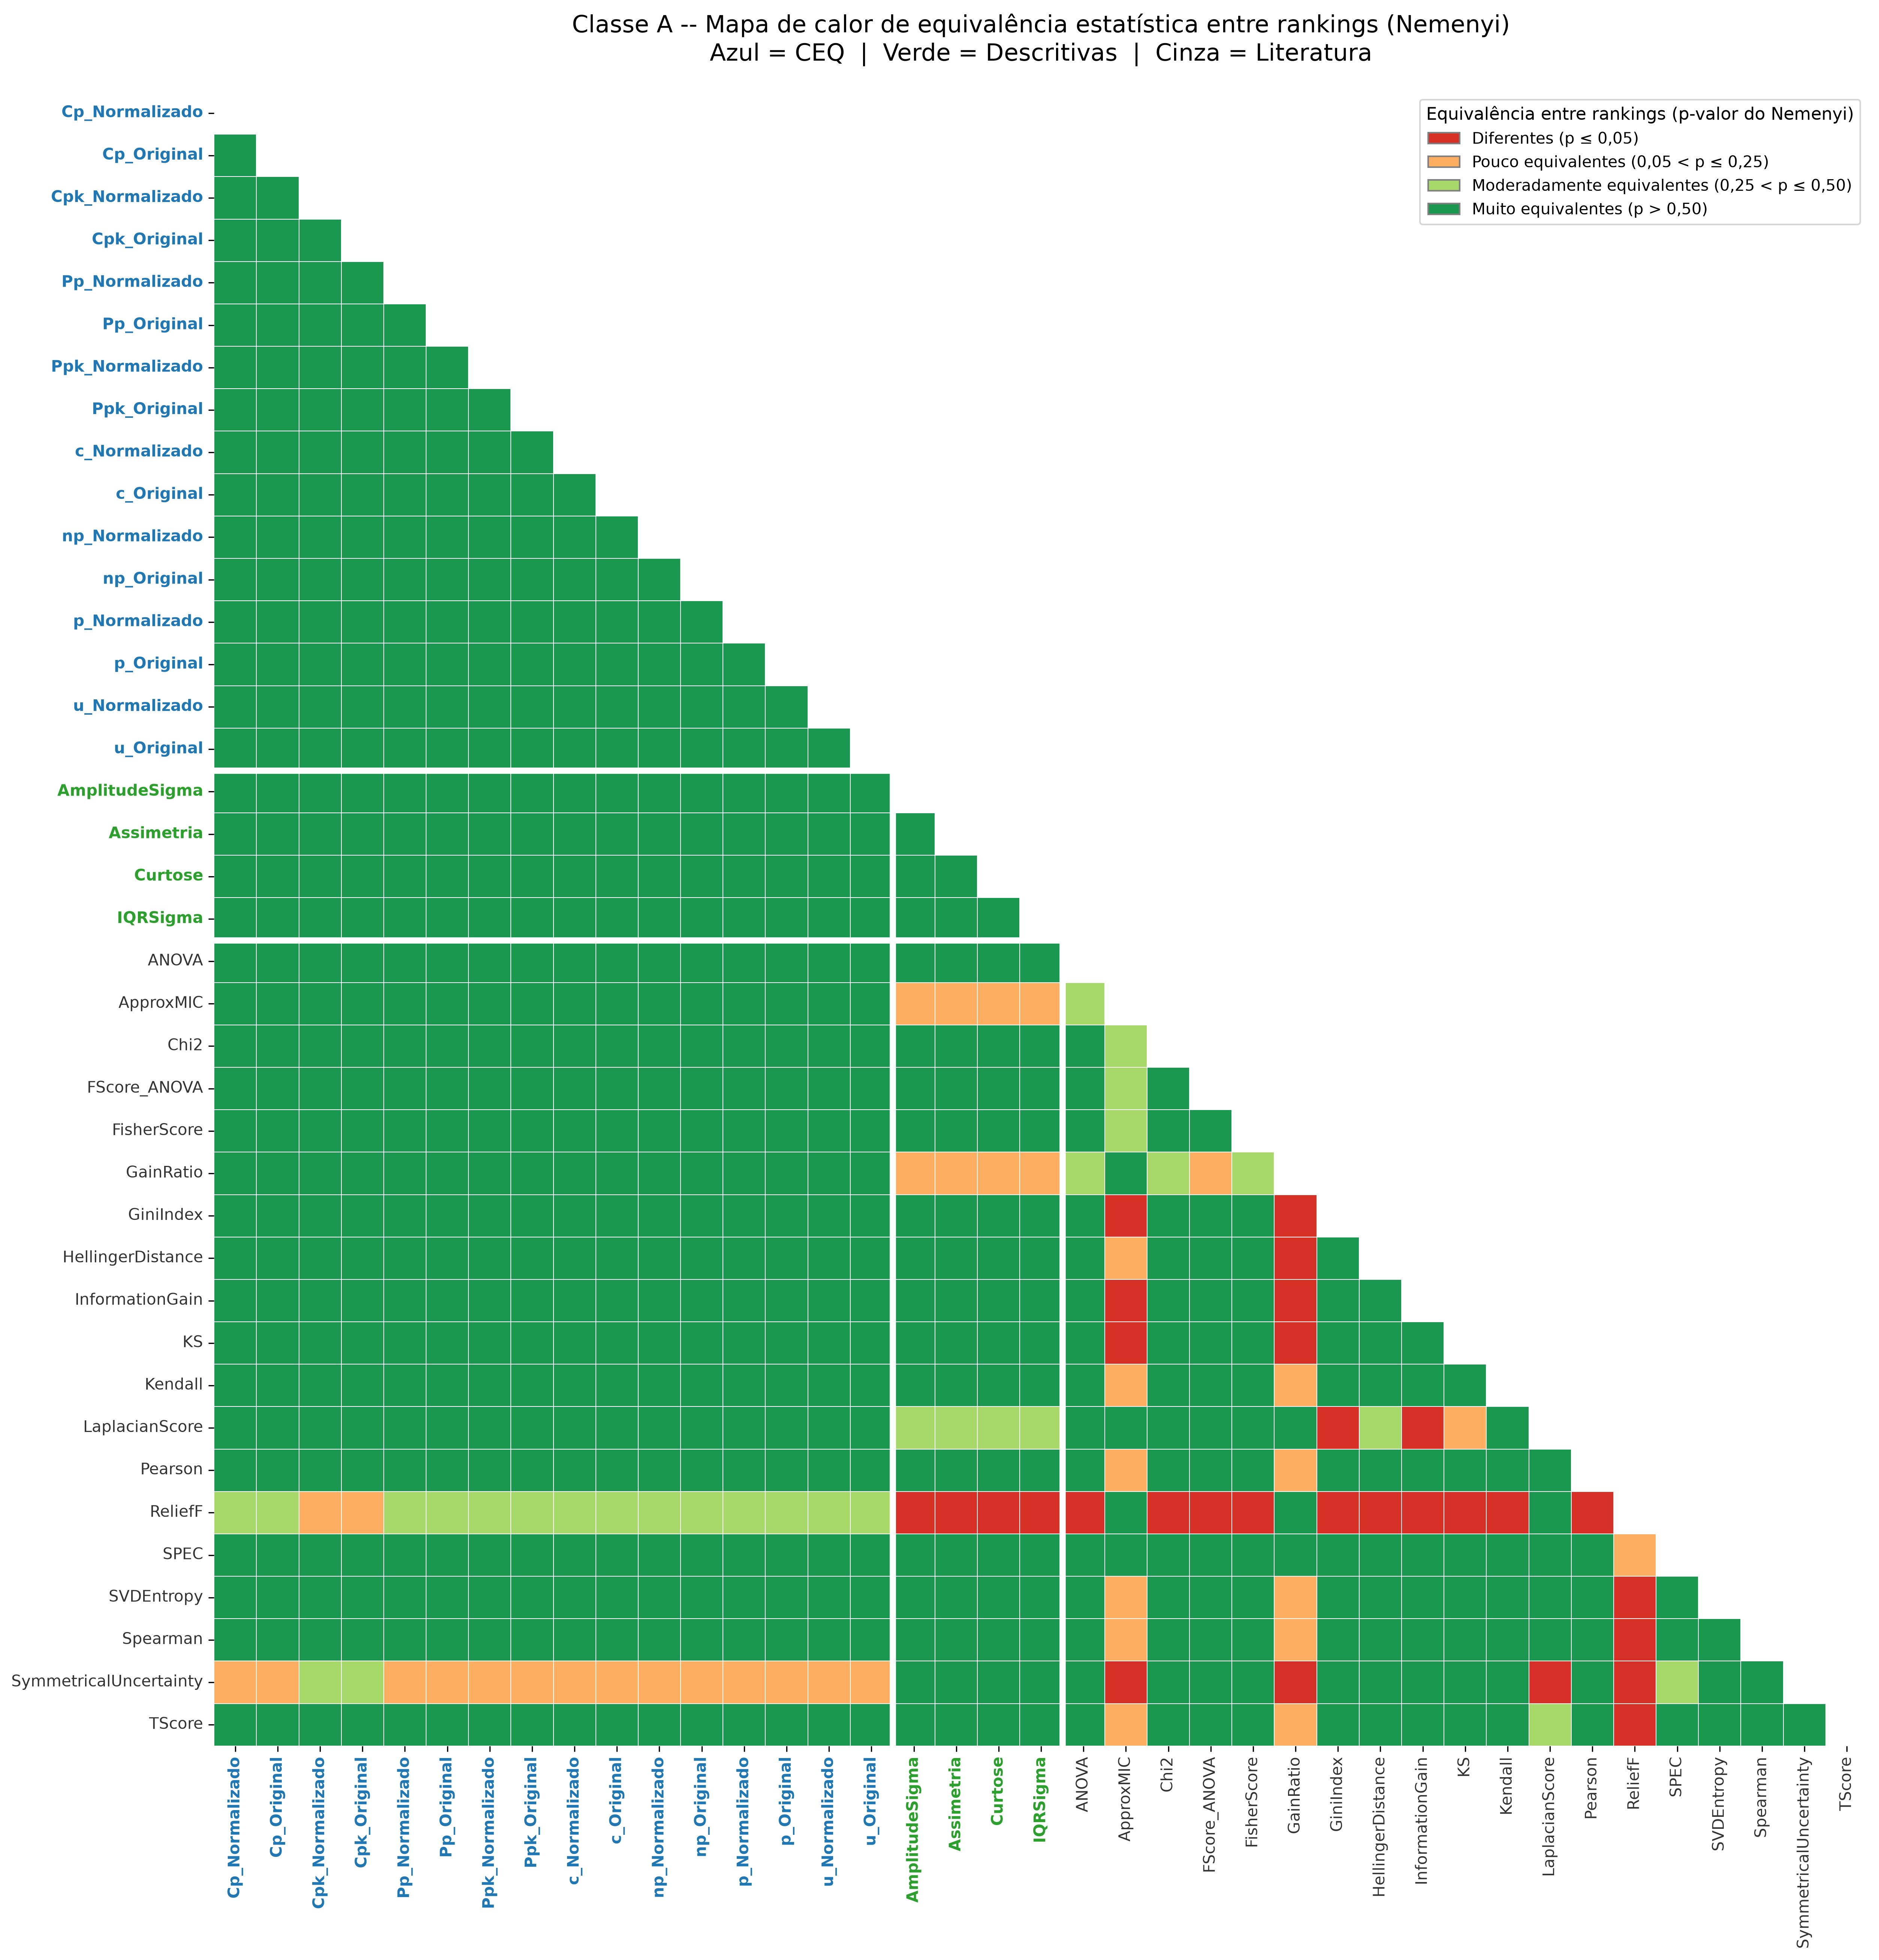 Classe A -- Mapa de calor de equivalência estatística entre rankings (Nemenyi)
Azul = CEQ | Verde = Descritivas | Cinza = Literatura
Equivalência entre rankings (p-valor do Nemenyi)
Diferentes (p ≤ 0,05)
Pouco equivalentes (0,05 < p ≤ 0,25)
Moderadamente equivalentes (0,25 < p ≤ 0,50)
Muito equivalentes (p > 0,50)
Cp_Normalizado
Cp_Original
Cpk_Normalizado
Cpk_Original
Pp_Normalizado
Pp_Original
Ppk_Normalizado
Ppk_Original
c_Normalizado
c_Original
np_Normalizado
np_Original
p_Normalizado
p_Original
u_Normalizado
u_Original
AmplitudeSigma
Assimetria
Curtose
IQRSigma
ANOVA
ApproxMIC
Chi2
FScore_ANOVA
FisherScore
GainRatio
GiniIndex
HellingerDistance
InformationGain
KS
Kendall
LaplacianScore
Pearson
ReliefF
SPEC
SVDEntropy
Spearman
SymmetricalUncertainty
TScore
Cp_Normalizado
Cp_Original
Cpk_Normalizado
Cpk_Original
Pp_Normalizado
Pp_Original
Ppk_Normalizado
Ppk_Original
c_Normalizado
c_Original
np_Normalizado
np_Original
p_Normalizado
p_Original
u_Normalizado
u_Original
AmplitudeSigma
Assimetria
Curtose
IQRSigma
ANOVA
ApproxMIC
Chi2
FScore_ANOVA
FisherScore
GainRatio
GiniIndex
HellingerDistance
InformationGain
KS
Kendall
LaplacianScore
Pearson
ReliefF
SPEC
SVDEntropy
Spearman
SymmetricalUncertainty
TScore